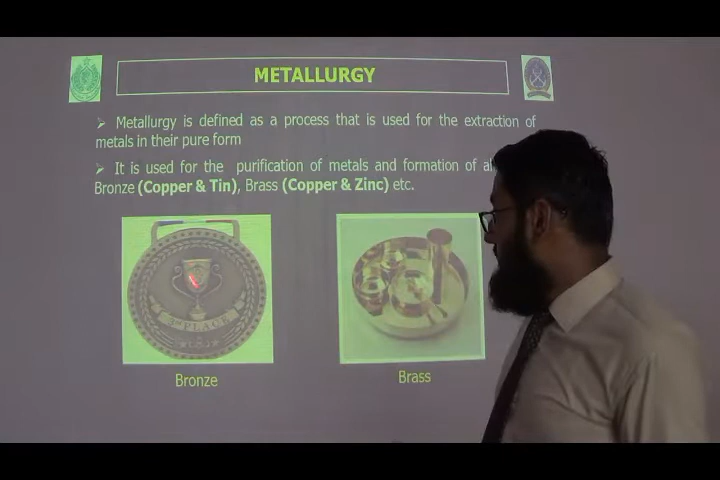 METALLURGY
➢ Metallurgy is defined as a process that is used for the extraction of
metals in their pure form
➢ It is used for the purification of metals and formation of
Bronze (Copper & Tin), Brass (Copper & Zinc) etc.
3RD PLACE
Bronze
Brass